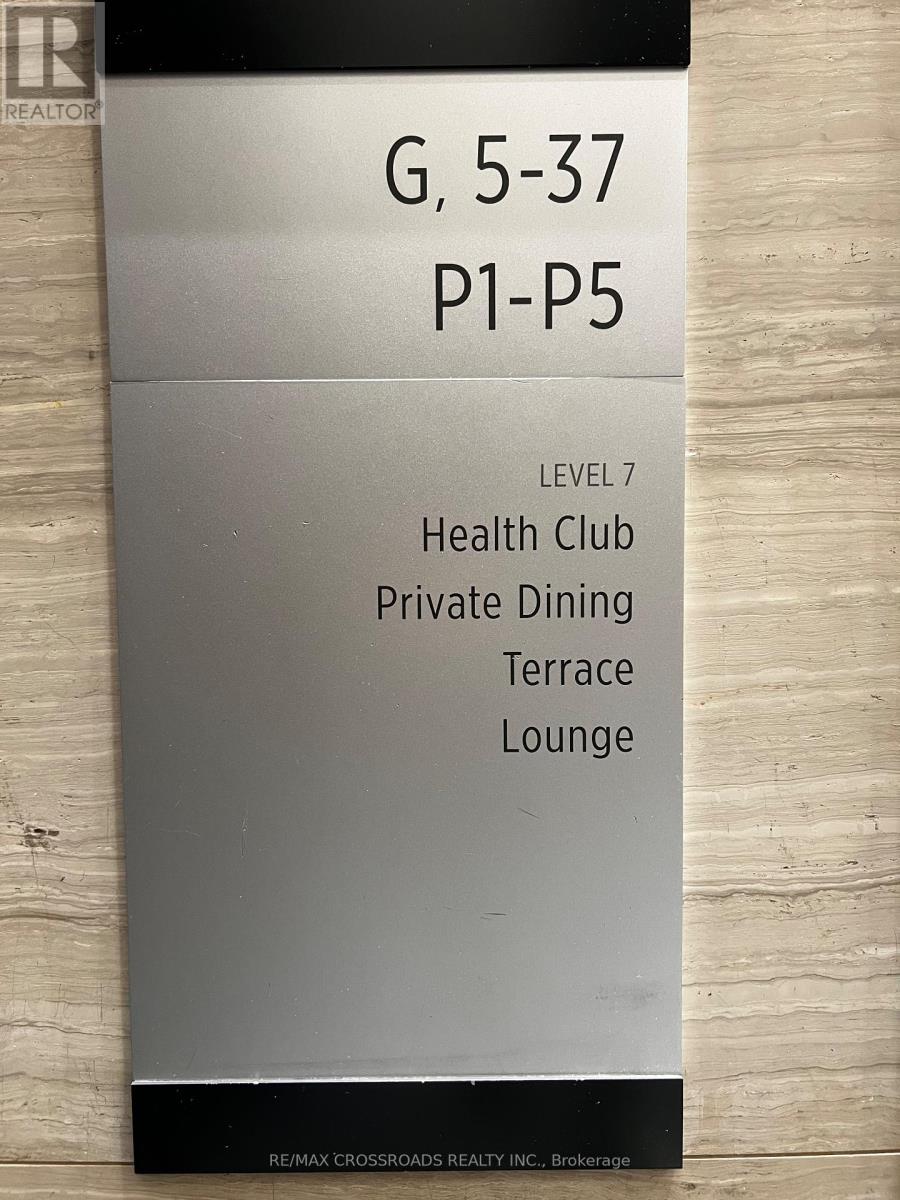 R
REALTOR®
G, 5-37
P1-P5
LEVEL 7
Health Club
Private Dining
Terrace
Lounge
RE/MAX CROSSROADS REALTY INC., Brokerage